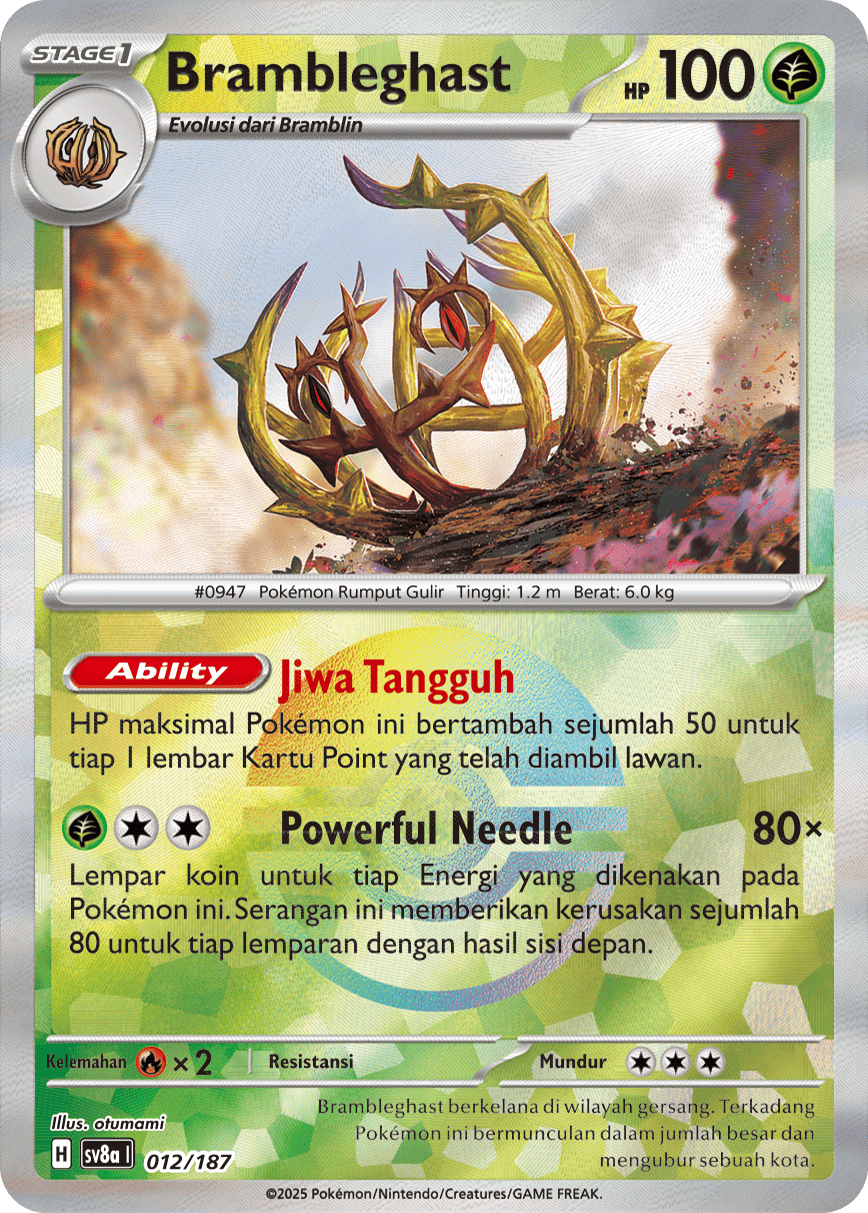 STAGE1
Brambleghast
HP 100
Evolusi dari Bramblin
#0947 Pokémon Rumput Gulir Tinggi: 1.2 m Berat: 6.0 kg
Ability Jiwa Tangguh
HP maksimal Pokémon ini bertambah sejumlah 50 untuk
tiap 1 lembar Kartu Point yang telah diambil lawan.
Powerful Needle 80×
Lempar koin untuk tiap Energi yang dikenakan pada
Pokémon ini. Serangan ini memberikan kerusakan sejumlah
80 untuk tiap lemparan dengan hasil sisi depan.
Kelemahan ×2 Resistansi Mundur
Illus. otumami
Brambleghast berkelana di wilayah gersang. Terkadang
Pokémon ini bermunculan dalam jumlah besar dan
mengubur sebuah kota.
H sv8a I 012/187
©2025 Pokémon/Nintendo/Creatures/GAME FREAK.